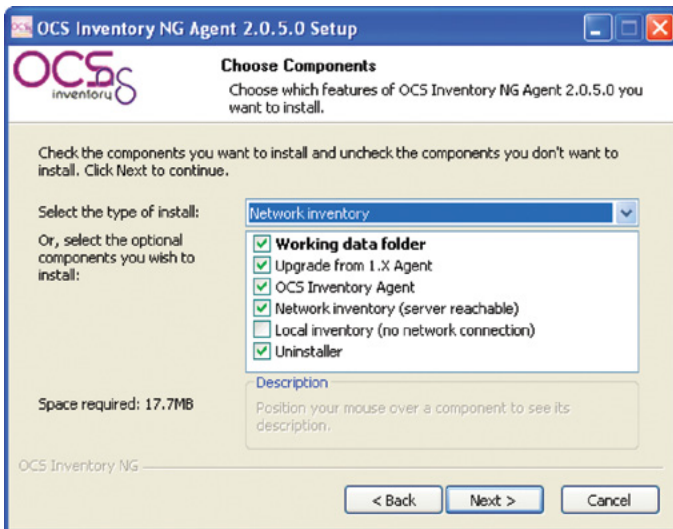 OCS Inventory NG Agent 2.0.5.0 Setup
OCS
inventory
NG
Choose Components
Choose which features of OCS Inventory NG Agent 2.0.5.0 you
want to install.
Check the components you want to install and uncheck the components you don't want to
install. Click Next to continue.
Select the type of install:
Network inventory
Or, select the optional
components you wish to
install:
Working data folder
Upgrade from 1.X Agent
OCS Inventory Agent
Network inventory (server reachable)
Local inventory (no network connection)
Uninstaller
Space required: 17.7MB
Description
Position your mouse over a component to see its
description.
OCS Inventory NG
< Back
Next >
Cancel